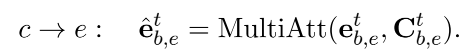 c → e : ê^t_{b,e} = MultiAtt(e^t_{b,e}, C^t_{b,e}).